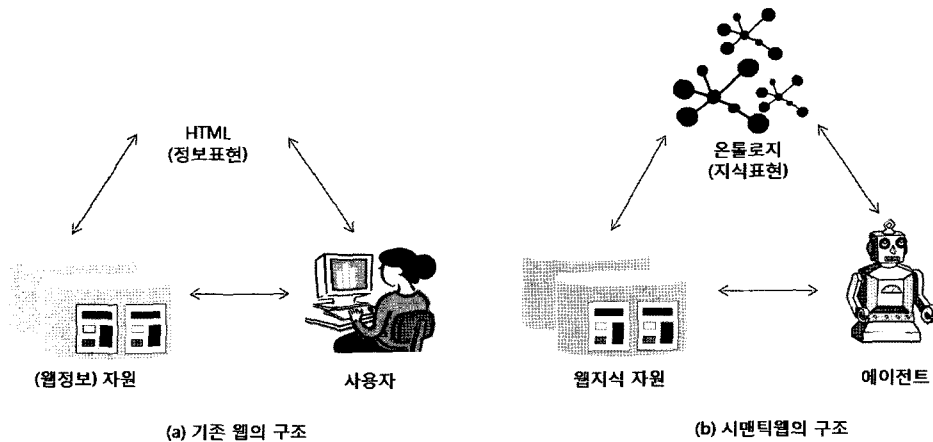 HTML
(정보표현)
(웹정보) 자원
사용자
(a) 기존 웹의 구조
온톨로지
(지식표현)
웹지식 자원
에이전트
(b) 시맨틱웹의 구조